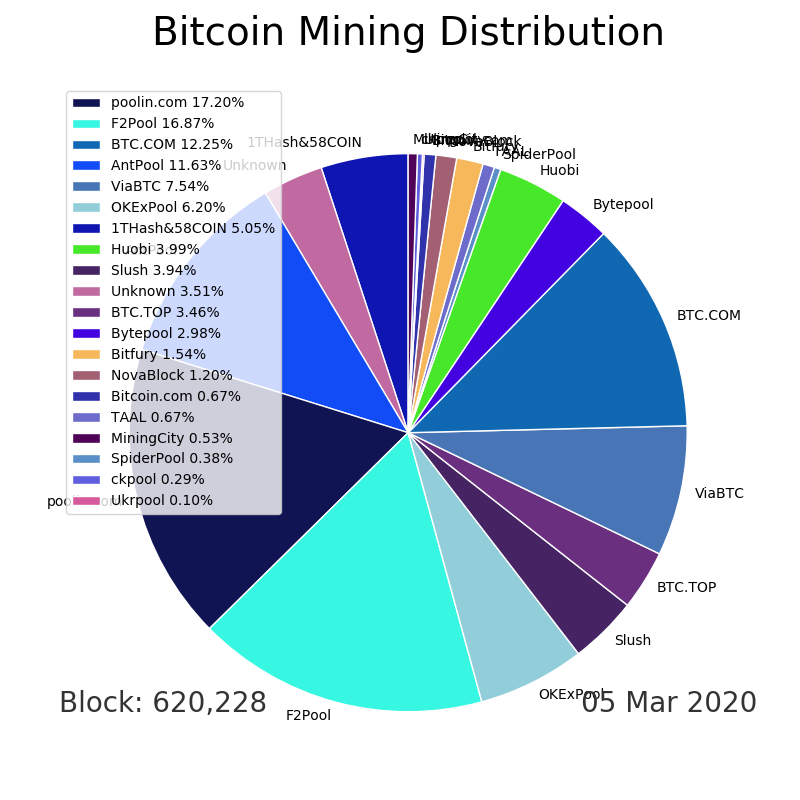 Bitcoin Mining Distribution
poolin.com 17.20%
F2Pool 16.87%
BTC.COM 12.25%
AntPool 11.63%
ViaBTC 7.54%
OKExPool 6.20%
1THash&58COIN 5.05%
Huobi 3.99%
Slush 3.94%
Unknown 3.51%
BTC.TOP 3.46%
Bytepool 2.98%
Bitfury 1.54%
NovaBlock 1.20%
Bitcoin.com 0.67%
TAAL 0.67%
MiningCity 0.53%
SpiderPool 0.38%
ckpool 0.29%
Ukrpool 0.10%
1THash&58COIN
Unknown
SpiderPool
Huobi
Bytepool
BTC.COM
ViaBTC
BTC.TOP
Slush
OKExPool
F2Pool
Block: 620,228
05 Mar 2020